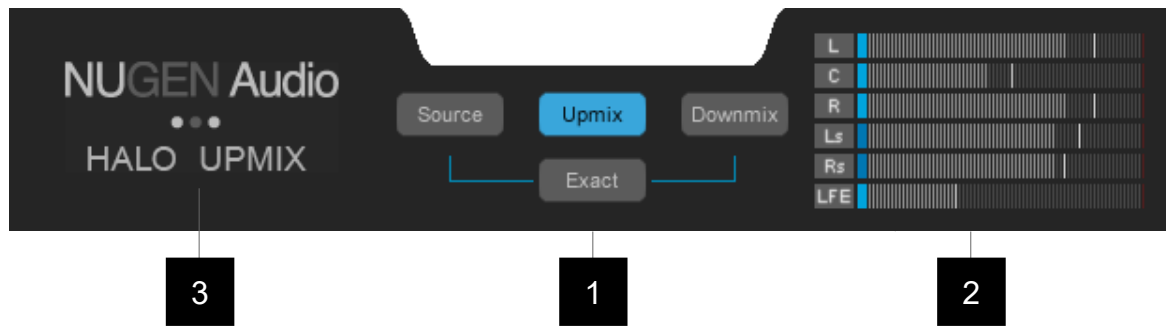 NUGEN Audio
HALO UPMIX
Source Upmix Downmix
Exact
L
C
R
Ls
Rs
LFE
3 1 2